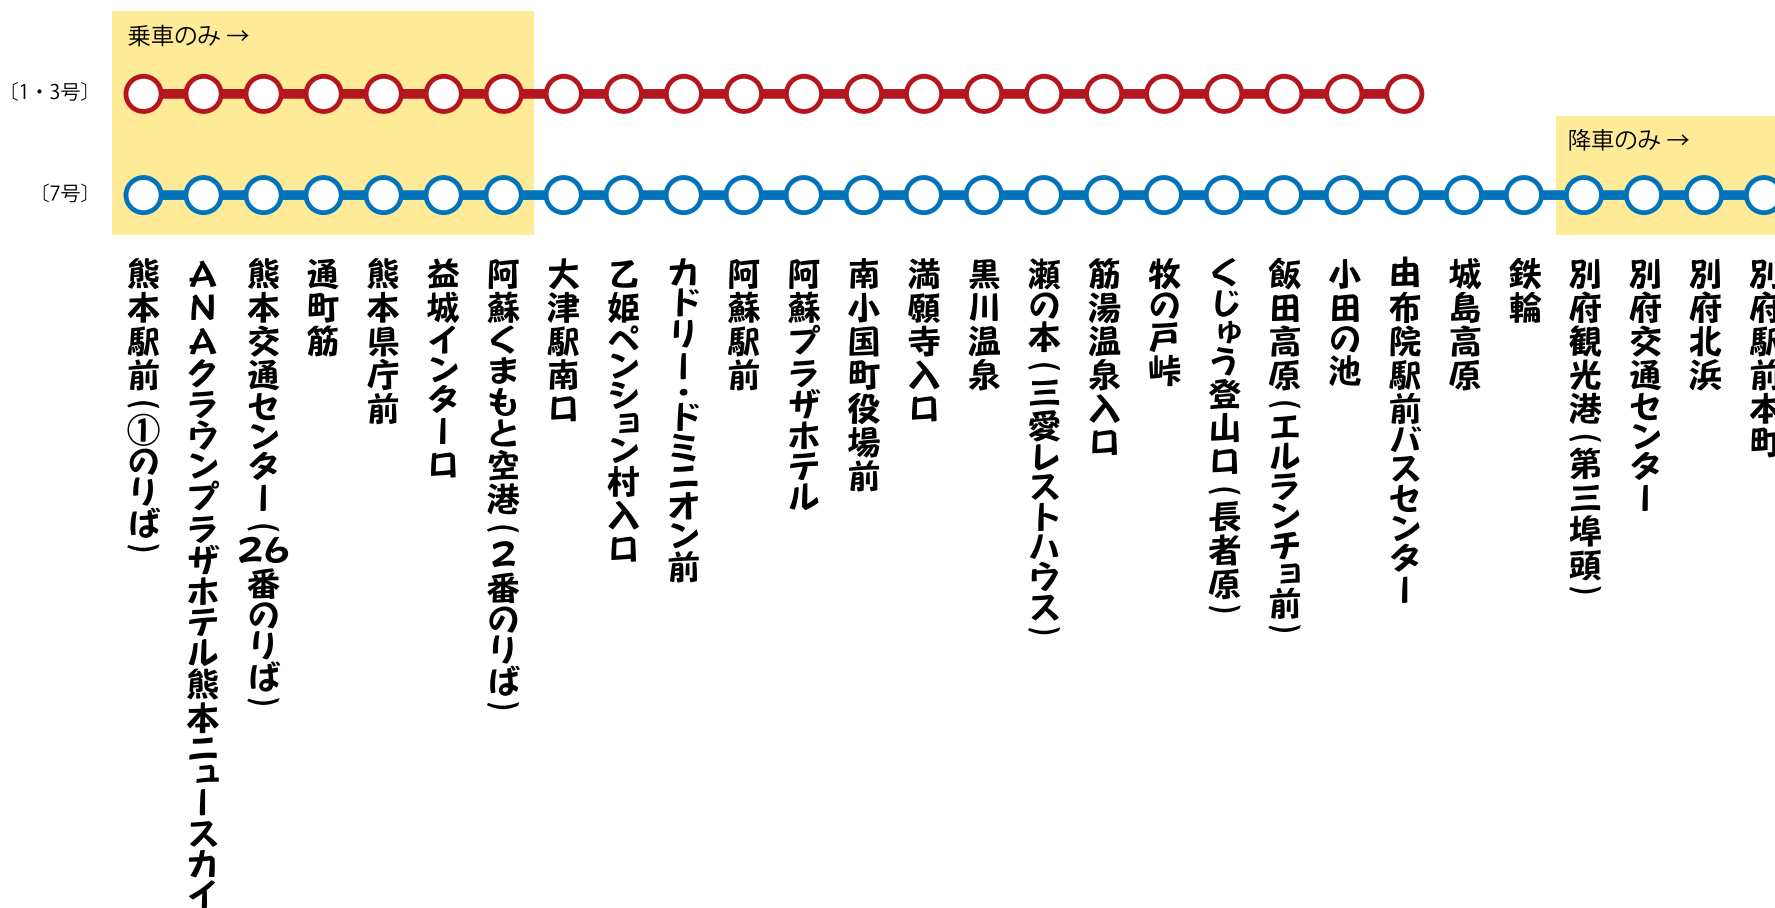 乗車のみ →
〔1・3号〕
降車のみ →
〔7号〕
熊本駅前(①のりば)
ANAクラウンプラザホテル熊本ニュースカイ
熊本交通センター(26番のりば)
通町筋
熊本県庁前
益城インター口
阿蘇くまもと空港(2番のりば)
大津駅南口
乙姫ペンション村入口
カドリー・ドミニオン前
阿蘇駅前
阿蘇プラザホテル
南小国町役場前
満願寺入口
黒川温泉
瀬の本(三愛レストハウス)
筋湯温泉入口
牧の戸峠
くじゅう登山口(長者原)
飯田高原(エルランチョ前)
小田の池
由布院駅前バスセンター
城島高原
鉄輪
別府観光港(第三埠頭)
別府交通センター
別府北浜
別府駅前本町